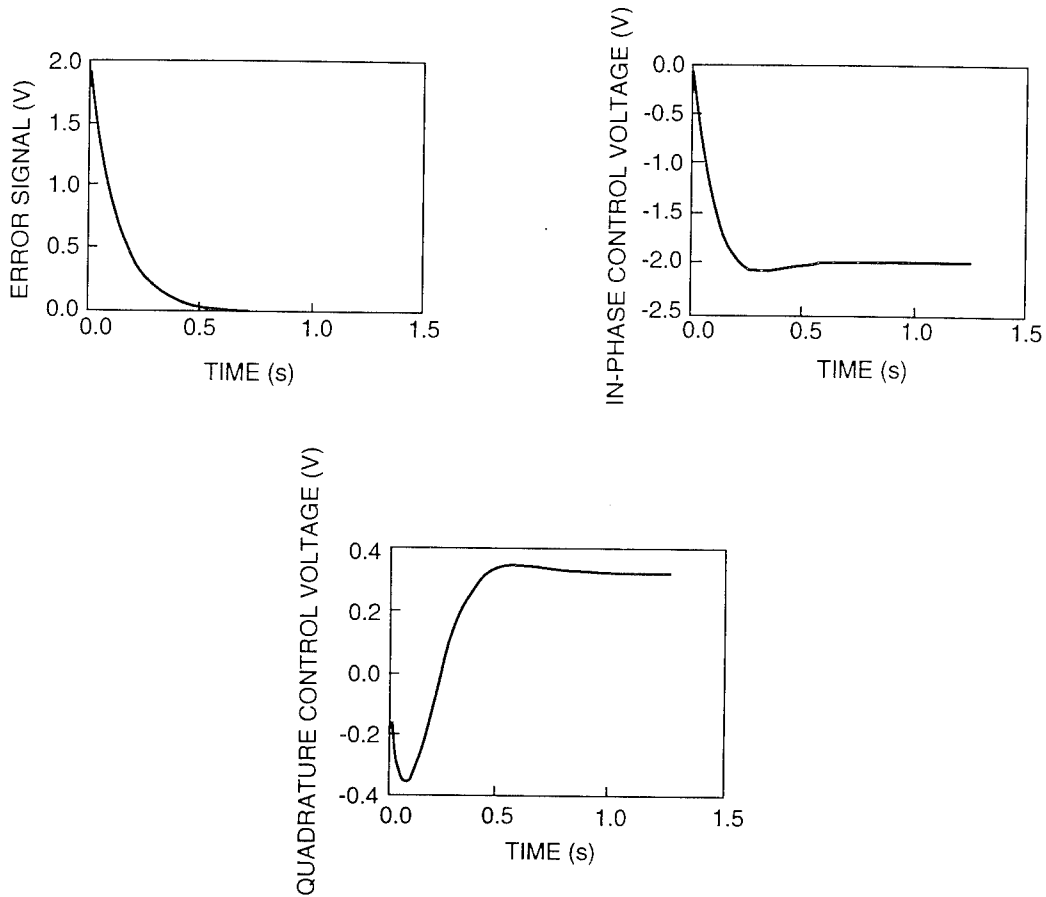 ERROR SIGNAL (V)
2.0
1.5
1.0
0.5
0.0
0.0 0.5 1.0 1.5
TIME (s)
IN-PHASE CONTROL VOLTAGE (V)
0.0
-0.5
-1.0
-1.5
-2.0
-2.5
0.0 0.5 1.0 1.5
TIME (s)
QUADRATURE CONTROL VOLTAGE (V)
0.4
0.2
0.0
-0.2
-0.4
0.0 0.5 1.0 1.5
TIME (s)